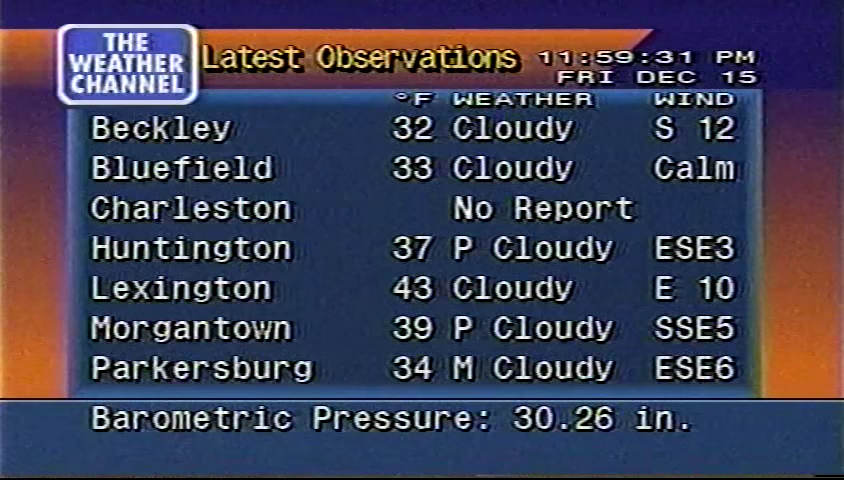 THE
WEATHER
CHANNEL
Latest Observations 11:59:31 PM
FRI DEC 15
°F WEATHER WIND
Beckley 32 Cloudy S 12
Bluefield 33 Cloudy Calm
Charleston No Report
Huntington 37 P Cloudy ESE3
Lexington 43 Cloudy E 10
Morgantown 39 P Cloudy SSE5
Parkersburg 34 M Cloudy ESE6
Barometric Pressure: 30.26 in.